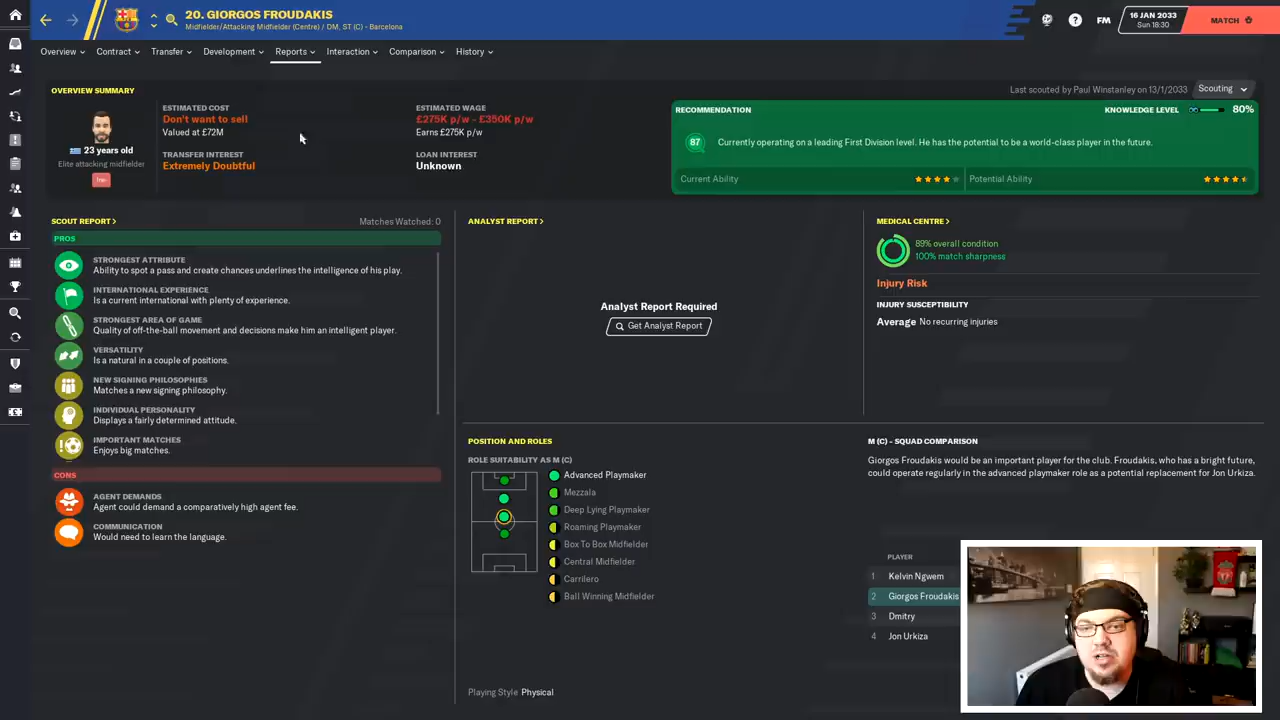 20. GIORGOS FROUDAKIS
Midfielder/Attacking Midfielder (Centre) / DM, ST (C) - Barcelona
FM
16 JAN 2033
Sun 18:30
MATCH
Overview
Contract
Transfer
Development
Reports
Interaction
Comparison
History
OVERVIEW SUMMARY
Last scouted by Paul Winstanley on 13/1/2033
Scouting
23 years old
Elite attacking midfielder
ESTIMATED COST
Don't want to sell
Valued at £72M
TRANSFER INTEREST
Extremely Doubtful
ESTIMATED WAGE
£275K p/w - £350K p/w
Earns £275K p/w
LOAN INTEREST
Unknown
RECOMMENDATION
KNOWLEDGE LEVEL
80%
87
Currently operating on a leading First Division level. He has the potential to be a world-class player in the future.
Current Ability
Potential Ability
SCOUT REPORT >
Matches Watched: 0
PROS
STRONGEST ATTRIBUTE
Ability to spot a pass and create chances underlines the intelligence of his play.
INTERNATIONAL EXPERIENCE
Is a current international with plenty of experience.
STRONGEST AREA OF GAME
Quality of off-the-ball movement and decisions make him an intelligent player.
VERSATILITY
Is a natural in a couple of positions.
NEW SIGNING PHILOSOPHIES
Matches a new signing philosophy.
INDIVIDUAL PERSONALITY
Displays a fairly determined attitude.
IMPORTANT MATCHES
Enjoys big matches.
CONS
AGENT DEMANDS
Agent could demand a comparatively high agent fee.
COMMUNICATION
Would need to learn the language.
ANALYST REPORT >
Analyst Report Required
Get Analyst Report
MEDICAL CENTRE >
89% overall condition
100% match sharpness
Injury Risk
INJURY SUSCEPTIBILITY
Average No recurring injuries
POSITION AND ROLES
ROLE SUITABILITY AS M (C)
Advanced Playmaker
Mezzala
Deep Lying Playmaker
Roaming Playmaker
Box To Box Midfielder
Central Midfielder
Carrilero
Ball Winning Midfielder
Playing Style Physical
M (C) - SQUAD COMPARISON
Giorgos Froudakis would be an important player for the club. Froudakis, who has a bright future,
could operate regularly in the advanced playmaker role as a potential replacement for Jon Urkiza.
PLAYER
1 Kelvin Ngwem
2 Giorgos Froudakis
3 Dmitry
4 Jon Urkiza